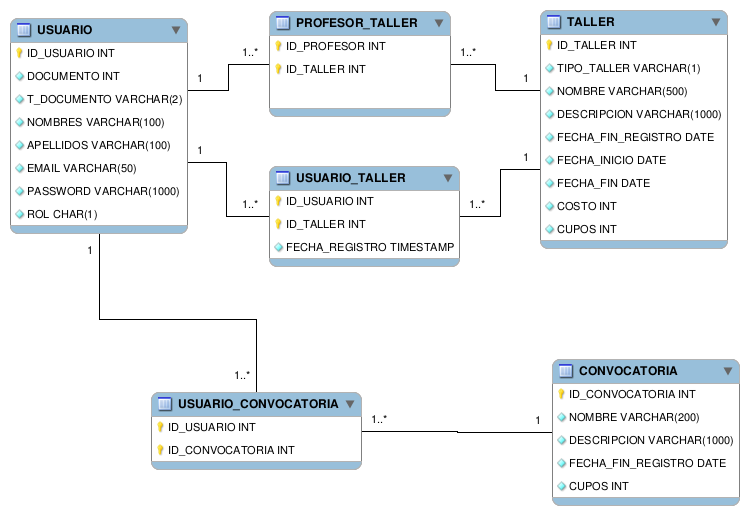 USUARIO
ID_USUARIO INT
DOCUMENTO INT
T_DOCUMENTO VARCHAR(2)
NOMBRES VARCHAR(100)
APELLIDOS VARCHAR(100)
EMAIL VARCHAR(50)
PASSWORD VARCHAR(1000)
ROL CHAR(1)
1
1..*
PROFESOR_TALLER
ID_PROFESOR INT
ID_TALLER INT
1..*
1
TALLER
ID_TALLER INT
TIPO_TALLER VARCHAR(1)
NOMBRE VARCHAR(500)
DESCRIPCION VARCHAR(1000)
FECHA_FIN_REGISTRO DATE
FECHA_INICIO DATE
FECHA_FIN DATE
COSTO INT
CUPOS INT
1
1..*
USUARIO_TALLER
ID_USUARIO INT
ID_TALLER INT
FECHA_REGISTRO TIMESTAMP
1..*
1
1
1..*
USUARIO_CONVOCATORIA
ID_USUARIO INT
ID_CONVOCATORIA INT
1..*
1
CONVOCATORIA
ID_CONVOCATORIA INT
NOMBRE VARCHAR(200)
DESCRIPCION VARCHAR(1000)
FECHA_FIN_REGISTRO DATE
CUPOS INT